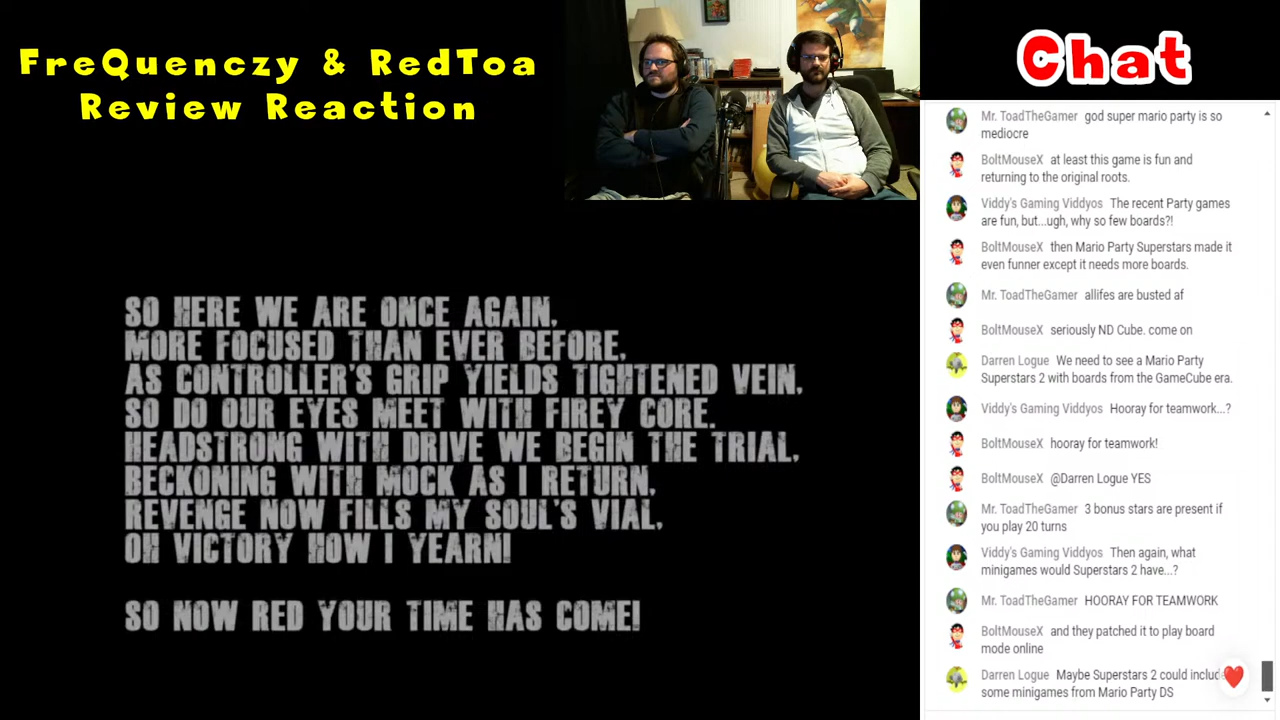 FreQuenczy & RedToa
Review Reaction
SO HERE WE ARE ONCE AGAIN,
MORE FOCUSED THAN EVER BEFORE,
AS CONTROLLER'S GRIP YIELDS TIGHTENED VEIN,
SO DO OUR EYES MEET WITH FIREY CORE.
HEADSTRONG WITH DRIVE WE BEGIN THE TRIAL,
BECKONING WITH MOCK AS I RETURN,
REVENGE NOW FILLS MY SOUL'S VIAL,
OH VICTORY HOW I YEARN!
SO NOW RED YOUR TIME HAS COME!
Chat
Mr. ToadTheGamer god super mario party is so
mediocre
BoltMouseX at least this game is fun and
returning to the original roots.
Viddy's Gaming Viddyos The recent Party games
are fun, but...ugh, why so few boards?!
BoltMouseX then Mario Party Superstars made it
even funner except it needs more boards.
Mr. ToadTheGamer allifes are busted af
BoltMouseX seriously ND Cube. come on
Darren Logue We need to see a Mario Party
Superstars 2 with boards from the GameCube era.
Viddy's Gaming Viddyos Hooray for teamwork...?
BoltMouseX hooray for teamwork!
BoltMouseX @Darren Logue YES
Mr. ToadTheGamer 3 bonus stars are present if
you play 20 turns
Viddy's Gaming Viddyos Then again, what
minigames would Superstars 2 have...?
Mr. ToadTheGamer HOORAY FOR TEAMWORK
BoltMouseX and they patched it to play board
mode online
Darren Logue Maybe Superstars 2 could includ
some minigames from Mario Party DS